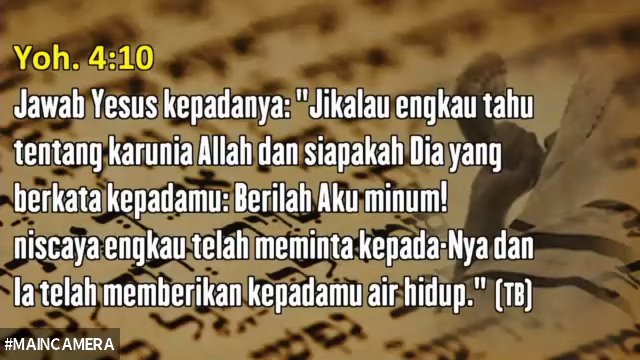 Yoh. 4:10
Jawab Yesus kepadanya: "Jikalau engkau tahu
tentang karunia Allah dan siapakah Dia yang
berkata kepadamu: Berilah Aku minum!
niscaya engkau telah meminta kepada-Nya dan
Ia telah memberikan kepadamu air hidup." (TB)
#MAINCAMERA